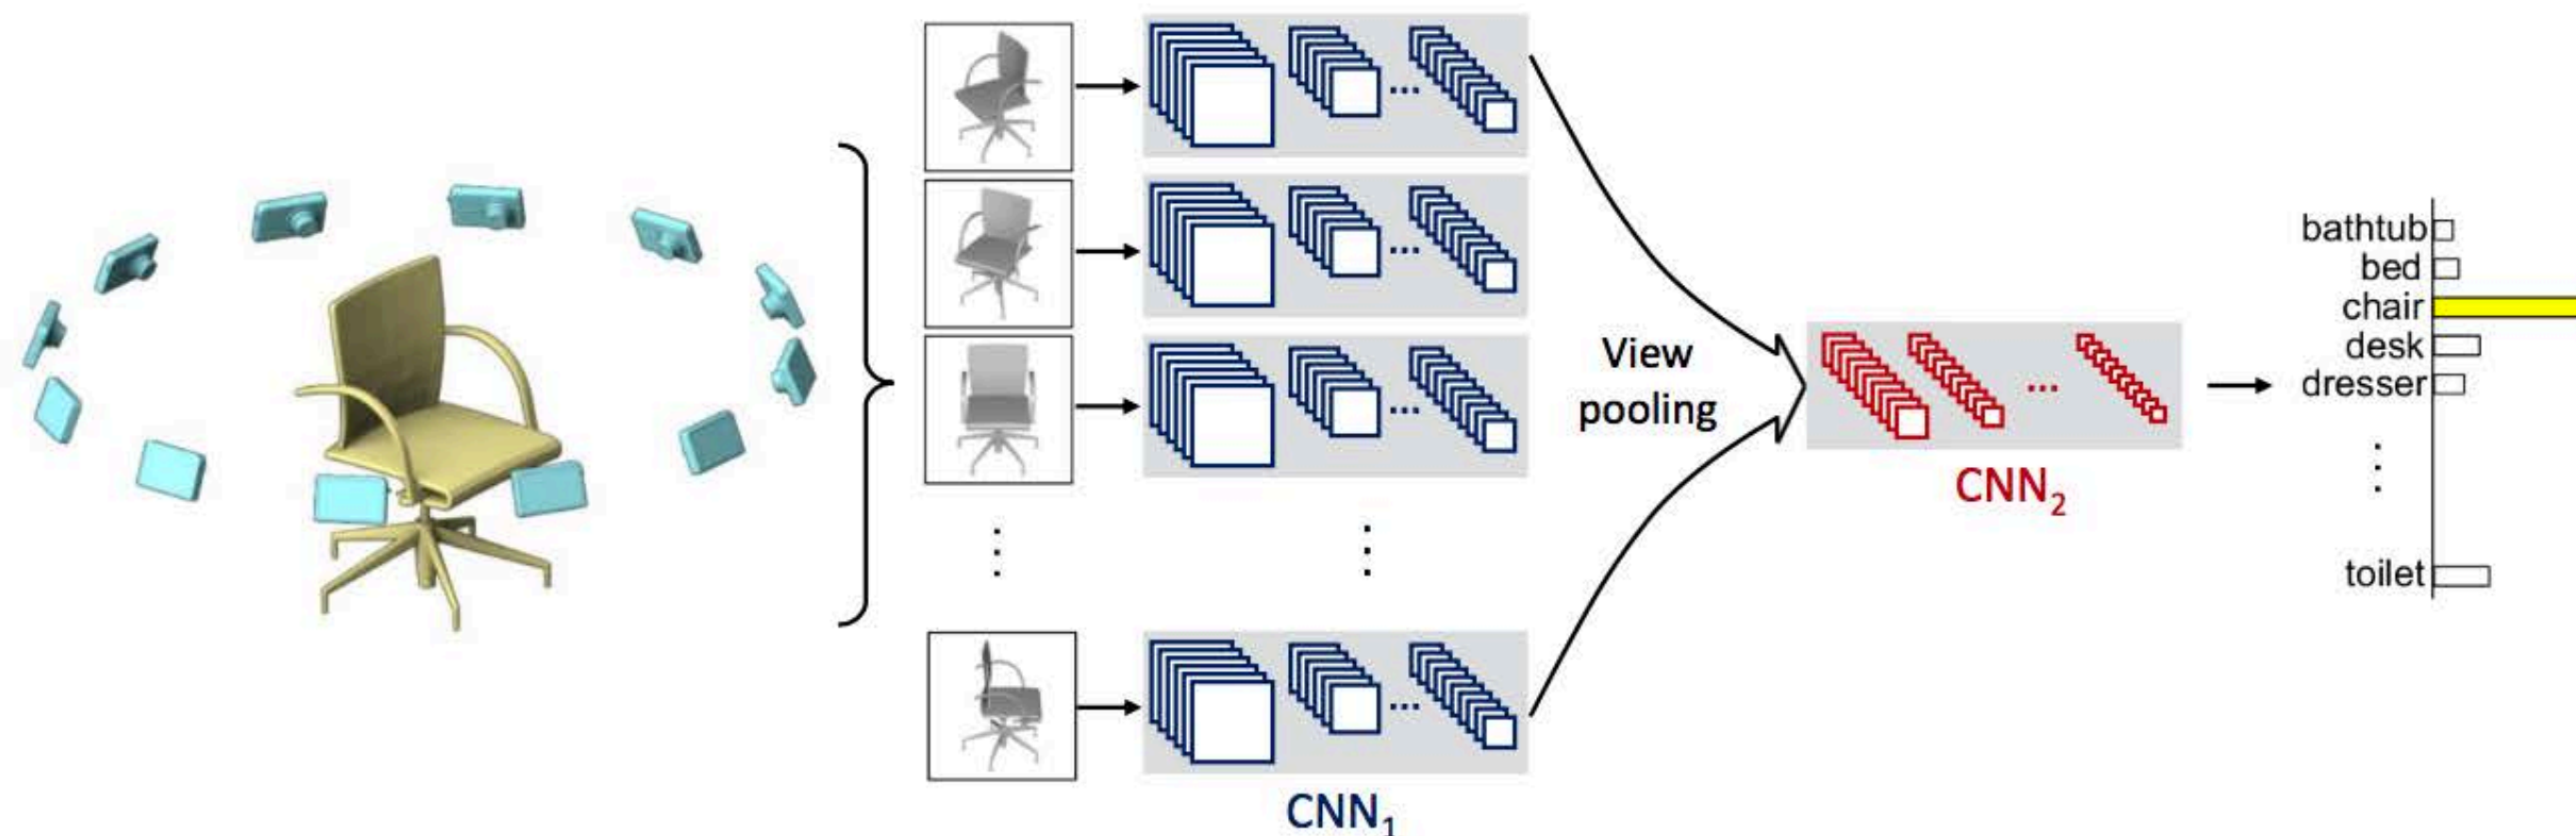 View
pooling
CNN₁
CNN₂
bathtub
bed
chair
desk
dresser
toilet